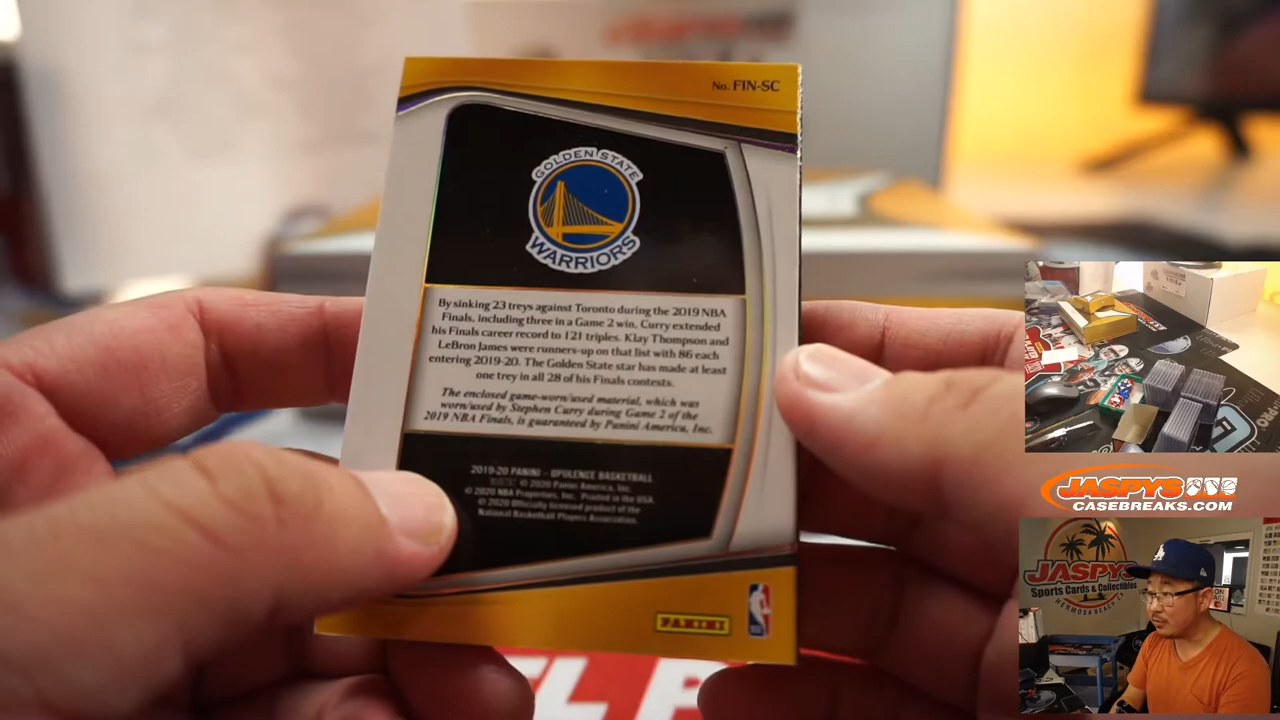 No. FIN-SC
GOLDEN STATE
WARRIORS
By sinking 23 treys against Toronto during the 2019 NBA
Finals, including three in a Game 2 win, Curry extended
his Finals career record to 121 triples. Klay Thompson and
LeBron James were runners-up on that list with 86 each
entering 2019-20. The Golden State star has made at least
one trey in all 28 of his Finals contests.
The enclosed game-worn/used material, which was
worn/used by Stephen Curry during Game 2 of the
2019 NBA Finals, is guaranteed by Panini America, Inc.
2019-20 PANINI – OPULENCE BASKETBALL
© 2020 Panini America, Inc.
© 2020 NBA Properties, Inc. Printed in the USA.
© 2020 Officially licensed product of the
National Basketball Players Association.
PANINI
JASPYS
CASEBREAKS.COM
JASPYS
Sports Cards & Collectibles
HERMOSA BEACH CA
LA